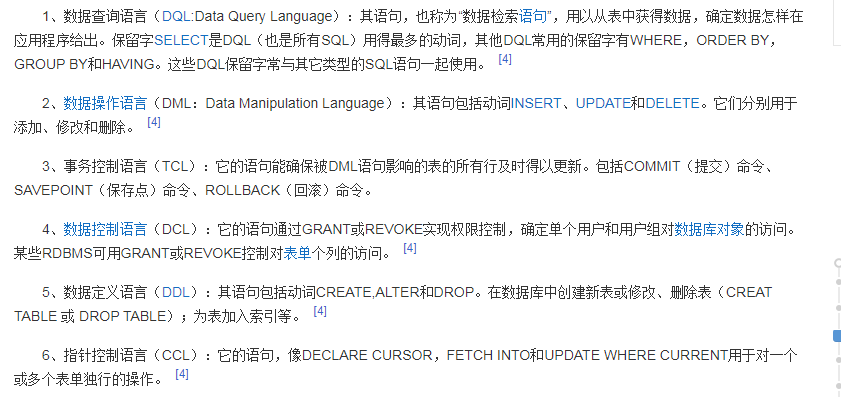 1、数据查询语言（DQL:Data Query Language）：其语句，也称为“数据检索语句”，用以从表中获得数据，确定数据怎样在
应用程序给出。保留字SELECT是DQL（也是所有SQL）用得最多的动词，其他DQL常用的保留字有WHERE，ORDER BY，
GROUP BY和HAVING。这些DQL保留字常与其它类型的SQL语句一起使用。 [4]
2、数据操作语言（DML：Data Manipulation Language）：其语句包括动词INSERT、UPDATE和DELETE。它们分别用于
添加、修改和删除。 [4]
3、事务控制语言（TCL）：它的语句能确保被DML语句影响的表的所有行及时得以更新。包括COMMIT（提交）命令、
SAVEPOINT（保存点）命令、ROLLBACK（回滚）命令。
4、数据控制语言（DCL）：它的语句通过GRANT或REVOKE实现权限控制，确定单个用户和用户组对数据库对象的访问。
某些RDBMS可用GRANT或REVOKE控制对表单个列的访问。 [4]
5、数据定义语言（DDL）：其语句包括动词CREATE,ALTER和DROP。在数据库中创建新表或修改、删除表（CREAT
TABLE 或 DROP TABLE）；为表加入索引等。 [4]
6、指针控制语言（CCL）：它的语句，像DECLARE CURSOR，FETCH INTO和UPDATE WHERE CURRENT用于对一个
或多个表单独行的操作。 [4]